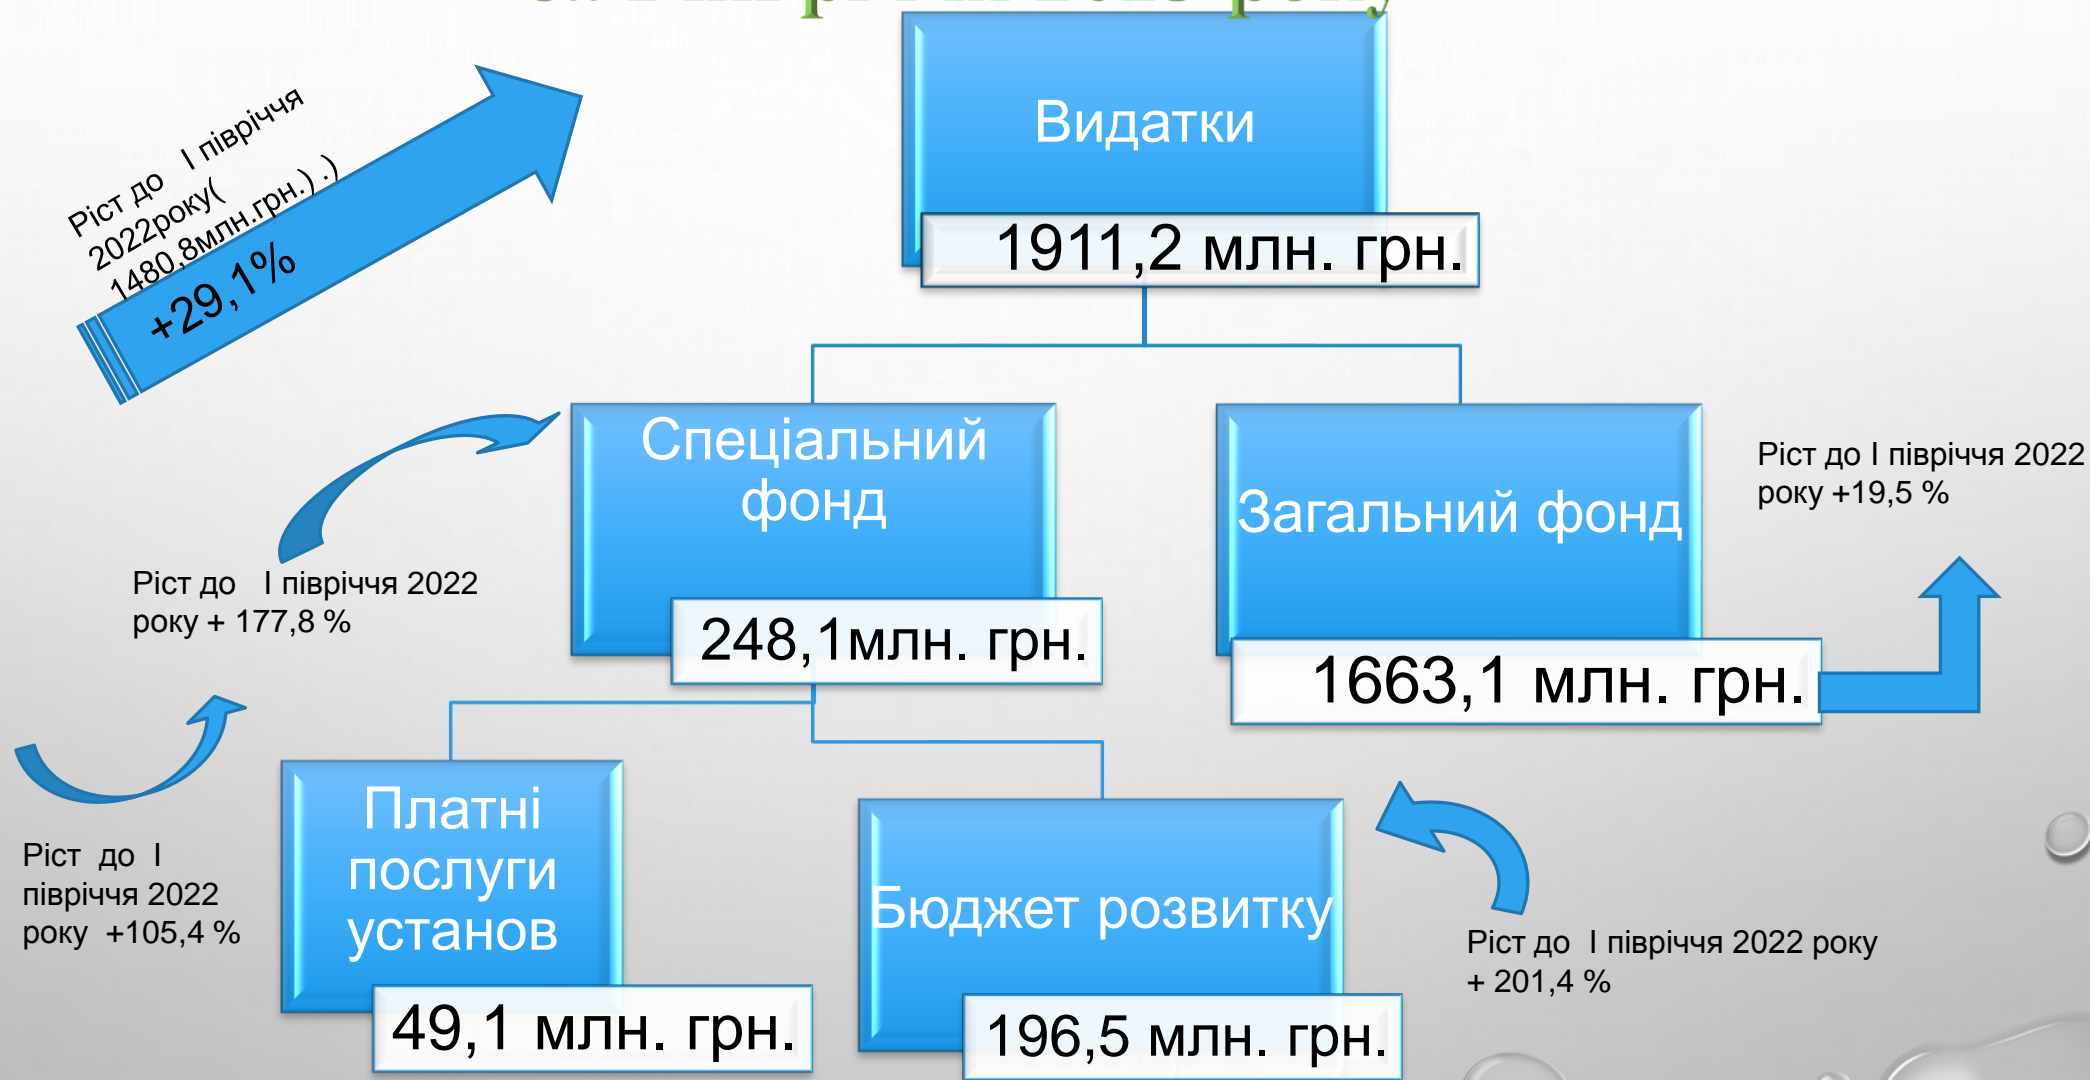 2023 року
Видатки
1911,2 млн. грн.
Ріст до І півріччя
2022року(
1480,8млн.грн.) .)
+29,1%
Спеціальний
фонд
248,1млн. грн.
Загальний фонд
1663,1 млн. грн.
Ріст до І півріччя 2022
року +19,5 %
Ріст до І півріччя 2022
року + 177,8 %
Платні
послуги
установ
49,1 млн. грн.
Бюджет розвитку
196,5 млн. грн.
Ріст до І
півріччя 2022
року +105,4 %
Ріст до І півріччя 2022 року
+ 201,4 %